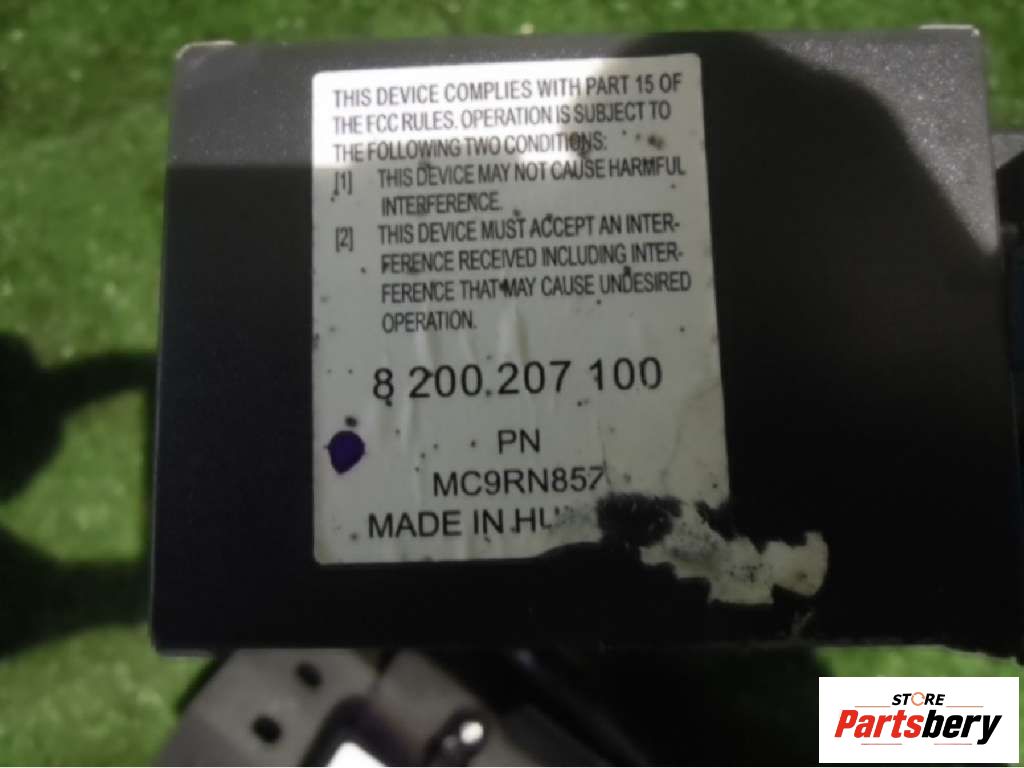 THIS DEVICE COMPLIES WITH PART 15 OF
THE FCC RULES. OPERATION IS SUBJECT TO
THE FOLLOWING TWO CONDITIONS:
[1] THIS DEVICE MAY NOT CAUSE HARMFUL
INTERFERENCE.
[2] THIS DEVICE MUST ACCEPT AN INTER-
FERENCE RECEIVED INCLUDING INTER-
FERENCE THAT MAY CAUSE UNDESIRED
OPERATION.
8 200.207 100
PN
MADE IN
STORE
Partsbery